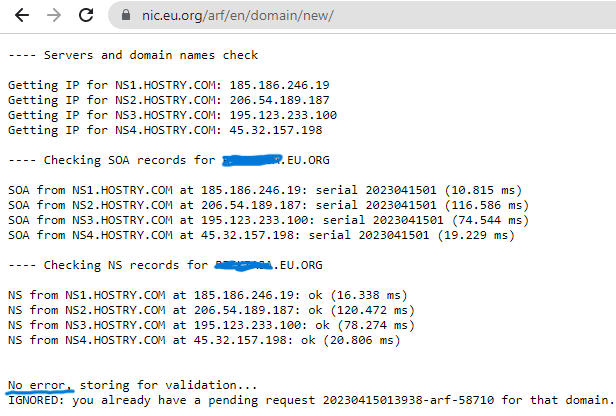 nic.eu.org/arf/en/domain/new/
---- Servers and domain names check
Getting IP for NS1.HOSTRY.COM: 185.186.246.19
Getting IP for NS2.HOSTRY.COM: 206.54.189.187
Getting IP for NS3.HOSTRY.COM: 195.123.233.100
Getting IP for NS4.HOSTRY.COM: 45.32.157.198
---- Checking SOA records for .EU.ORG
SOA from NS1.HOSTRY.COM at 185.186.246.19: serial 2023041501 (10.815 ms)
SOA from NS2.HOSTRY.COM at 206.54.189.187: serial 2023041501 (116.586 ms)
SOA from NS3.HOSTRY.COM at 195.123.233.100: serial 2023041501 (74.544 ms)
SOA from NS4.HOSTRY.COM at 45.32.157.198: serial 2023041501 (19.229 ms)
---- Checking NS records for .EU.ORG
NS from NS1.HOSTRY.COM at 185.186.246.19: ok (16.338 ms)
NS from NS2.HOSTRY.COM at 206.54.189.187: ok (120.472 ms)
NS from NS3.HOSTRY.COM at 195.123.233.100: ok (78.274 ms)
NS from NS4.HOSTRY.COM at 45.32.157.198: ok (20.806 ms)
No error, storing for validation...
IGNORED: you already have a pending request 20230415013938-arf-58710 for that domain.